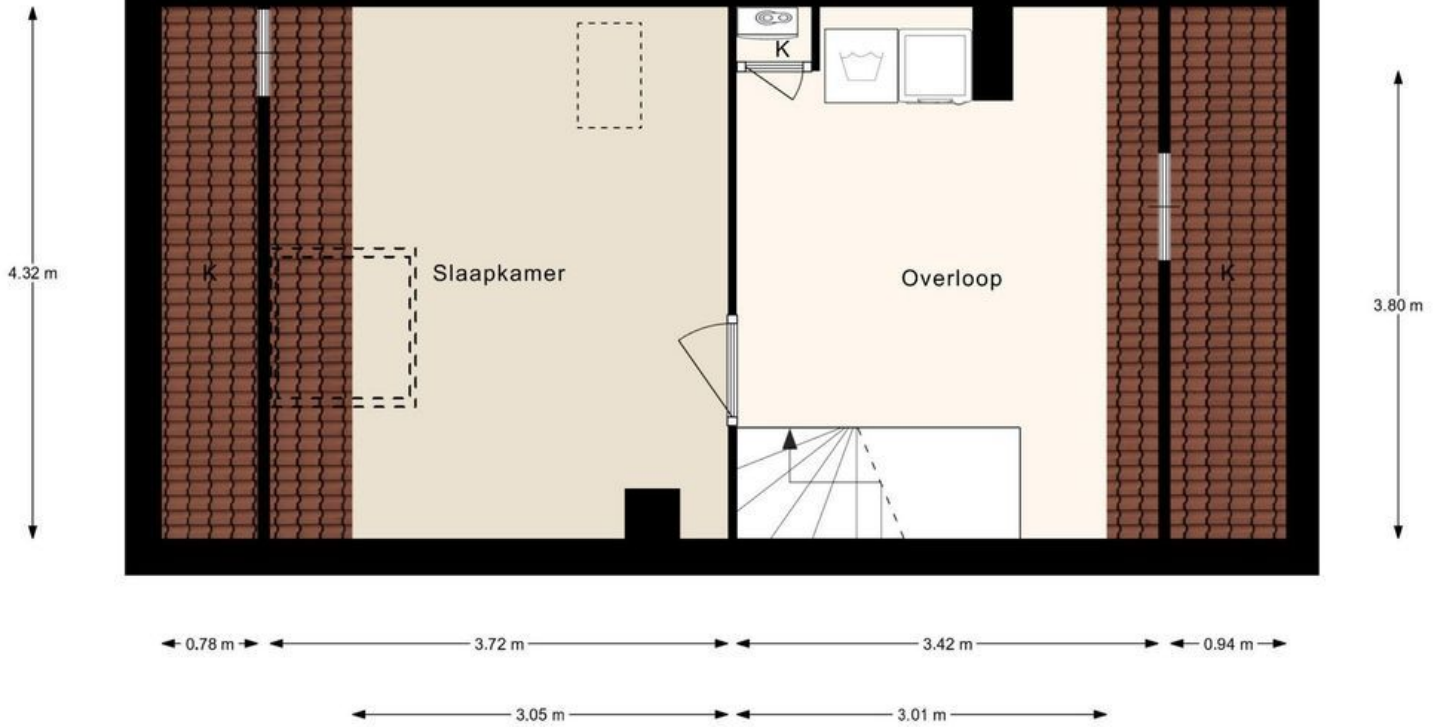 K
4.32 m
K
Slaapkamer
Overloop
K
3.80 m
0.78 m
3.72 m
3.42 m
0.94 m
3.05 m
3.01 m